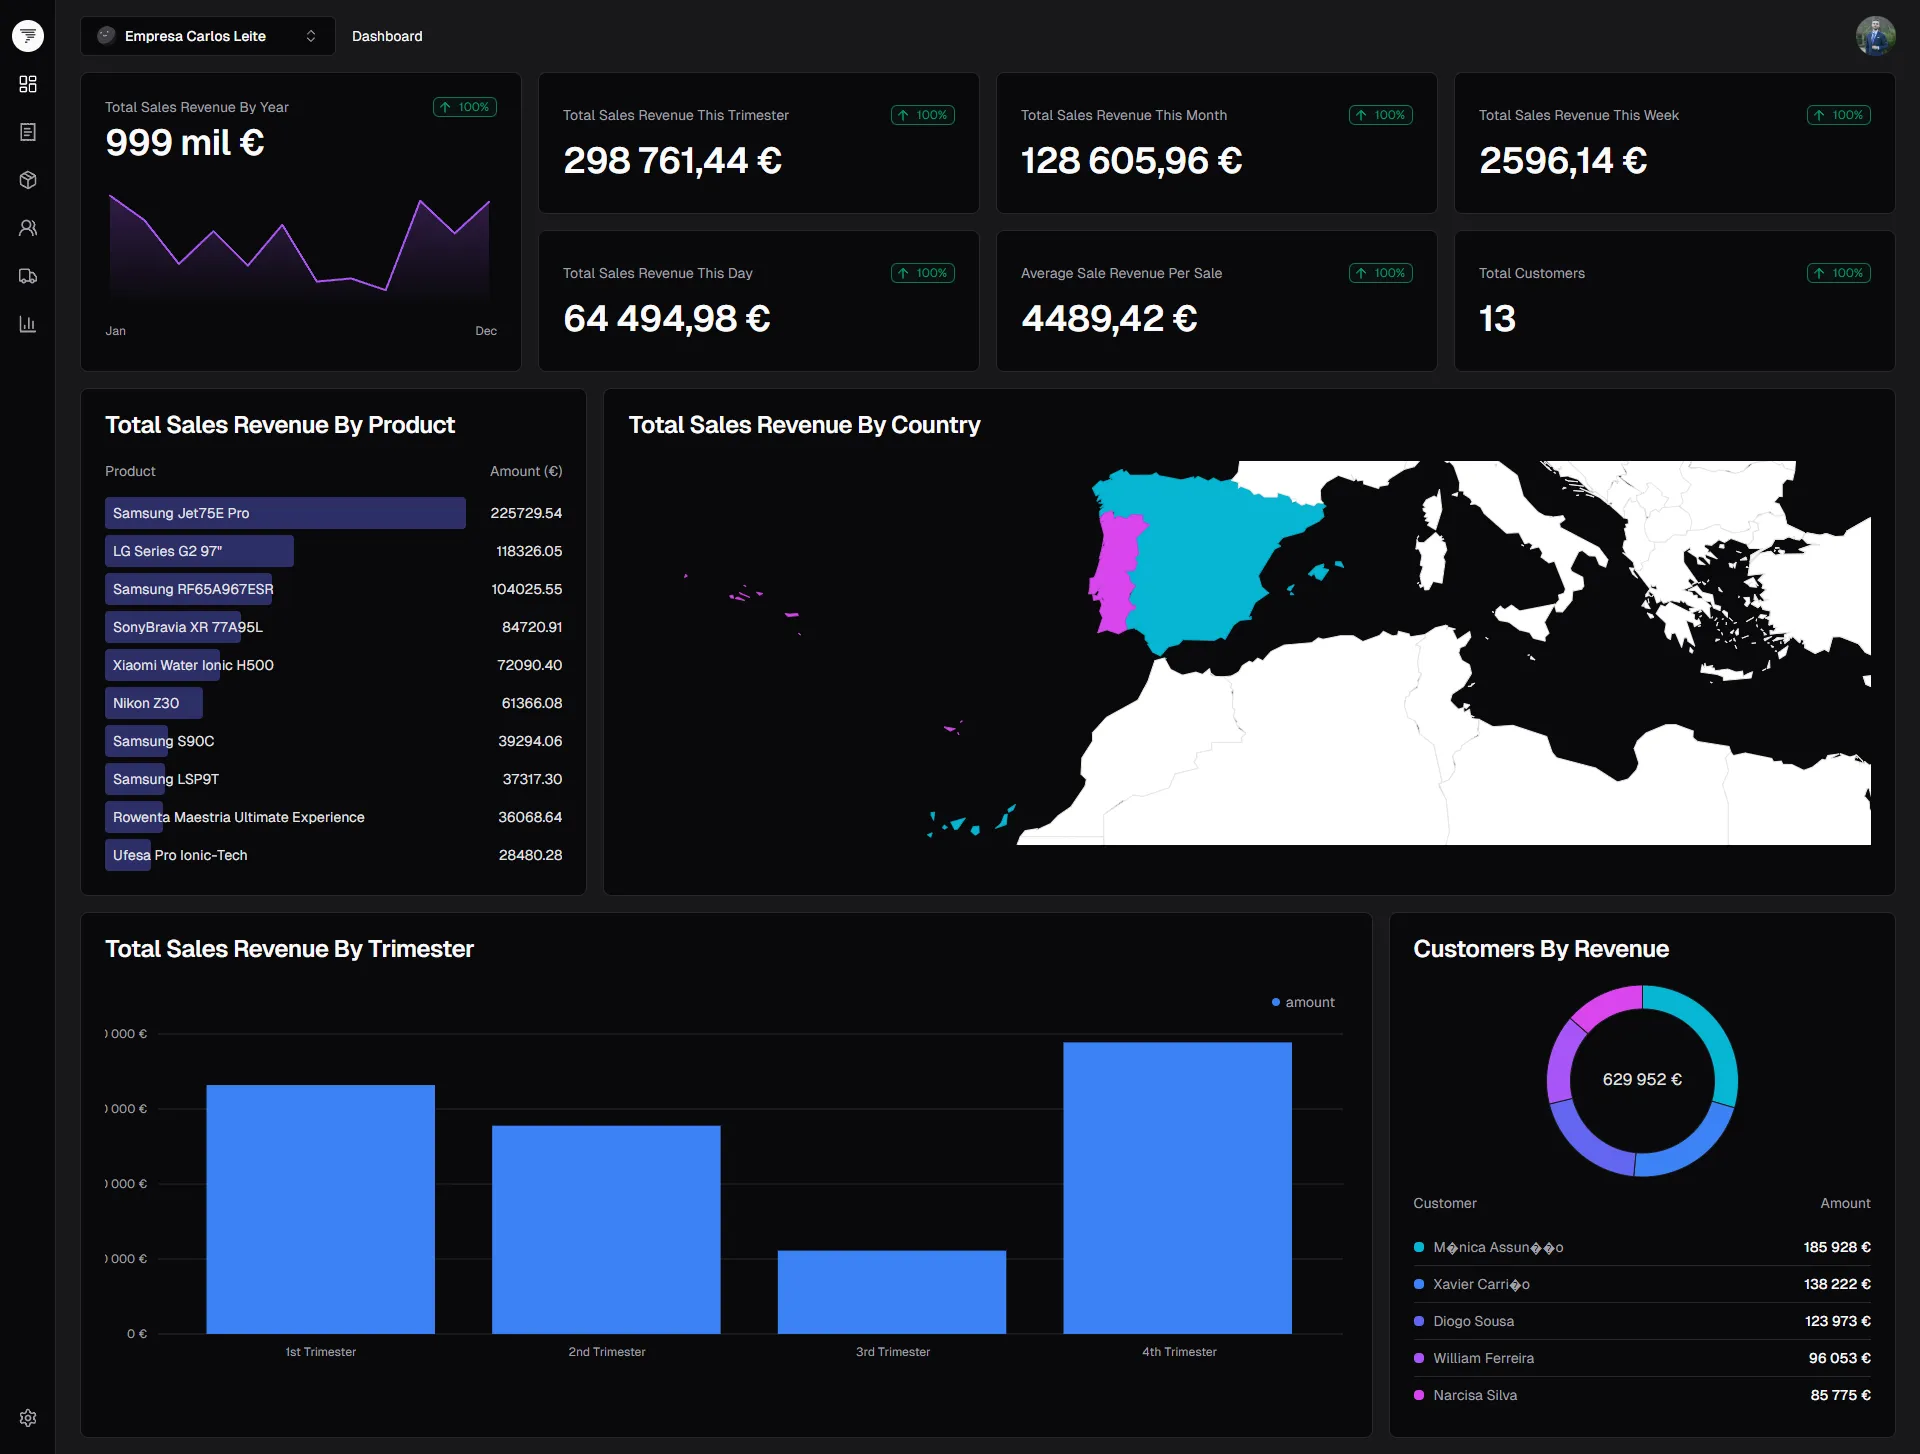 Empresa Carlos Leite
Dashboard
Total Sales Revenue By Year
100%
999 mil €
Jan
Dec
Total Sales Revenue This Trimester
100%
298 761,44 €
Total Sales Revenue This Month
100%
128 605,96 €
Total Sales Revenue This Week
100%
2596,14 €
Total Sales Revenue This Day
100%
64 494,98 €
Average Sale Revenue Per Sale
100%
4489,42 €
Total Customers
100%
13
Total Sales Revenue By Product
Product Amount (€)
Samsung Jet75E Pro 225729.54
LG Series G2 97" 118326.05
Samsung RF65A967ESR 104025.55
SonyBravia XR 77A95L 84720.91
Xiaomi Water Ionic H500 72090.40
Nikon Z30 61366.08
Samsung S90C 39294.06
Samsung LSP9T 37317.30
Rowenta Maestria Ultimate Experience 36068.64
Ufesa Pro Ionic-Tech 28480.28
Total Sales Revenue By Country
Total Sales Revenue By Trimester
amount
000 €
000 €
000 €
000 €
0 €
1st Trimester
2nd Trimester
3rd Trimester
4th Trimester
Customers By Revenue
629 952 €
Customer Amount
M�nica Assun��o 185 928 €
Xavier Carri�o 138 222 €
Diogo Sousa 123 973 €
William Ferreira 96 053 €
Narcisa Silva 85 775 €